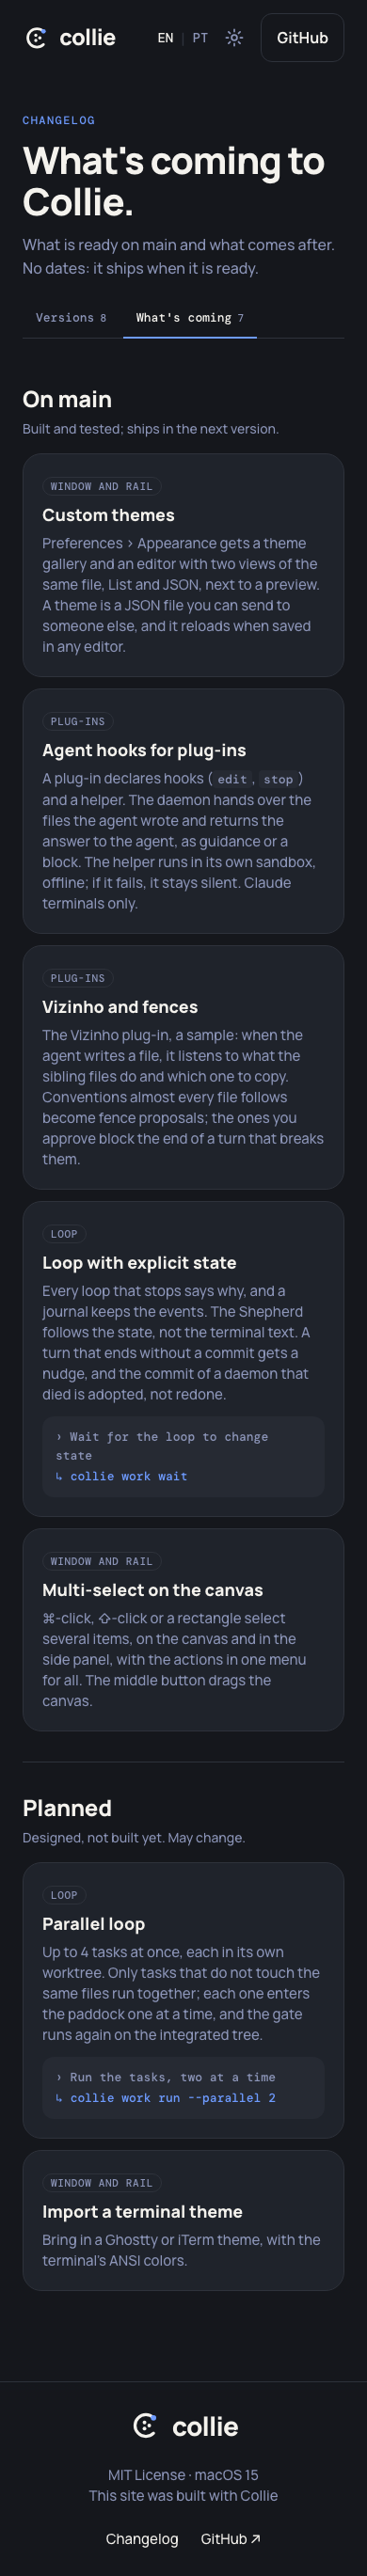 collie
EN | PT
GitHub
CHANGELOG
What's coming to
Collie.
What is ready on main and what comes after.
No dates: it ships when it is ready.
Versions 8
What's coming 7
On main
Built and tested; ships in the next version.
WINDOW AND RAIL
Custom themes
Preferences › Appearance gets a theme
gallery and an editor with two views of the
same file, List and JSON, next to a preview.
A theme is a JSON file you can send to
someone else, and it reloads when saved
in any editor.
PLUG-INS
Agent hooks for plug-ins
A plug-in declares hooks ( edit , stop )
and a helper. The daemon hands over the
files the agent wrote and returns the
answer to the agent, as guidance or a
block. The helper runs in its own sandbox,
offline; if it fails, it stays silent. Claude
terminals only.
PLUG-INS
Vizinho and fences
The Vizinho plug-in, a sample: when the
agent writes a file, it listens to what the
sibling files do and which one to copy.
Conventions almost every file follows
become fence proposals; the ones you
approve block the end of a turn that breaks
them.
LOOP
Loop with explicit state
Every loop that stops says why, and a
journal keeps the events. The Shepherd
follows the state, not the terminal text. A
turn that ends without a commit gets a
nudge, and the commit of a daemon that
died is adopted, not redone.
› Wait for the loop to change
state
↳ collie work wait
WINDOW AND RAIL
Multi-select on the canvas
⌘-click, ⇧-click or a rectangle select
several items, on the canvas and in the
side panel, with the actions in one menu
for all. The middle button drags the
canvas.
Planned
Designed, not built yet. May change.
LOOP
Parallel loop
Up to 4 tasks at once, each in its own
worktree. Only tasks that do not touch the
same files run together; each one enters
the paddock one at a time, and the gate
runs again on the integrated tree.
› Run the tasks, two at a time
↳ collie work run --parallel 2
WINDOW AND RAIL
Import a terminal theme
Bring in a Ghostty or iTerm theme, with the
terminal's ANSI colors.
collie
MIT License · macOS 15
This site was built with Collie
Changelog
GitHub ↗